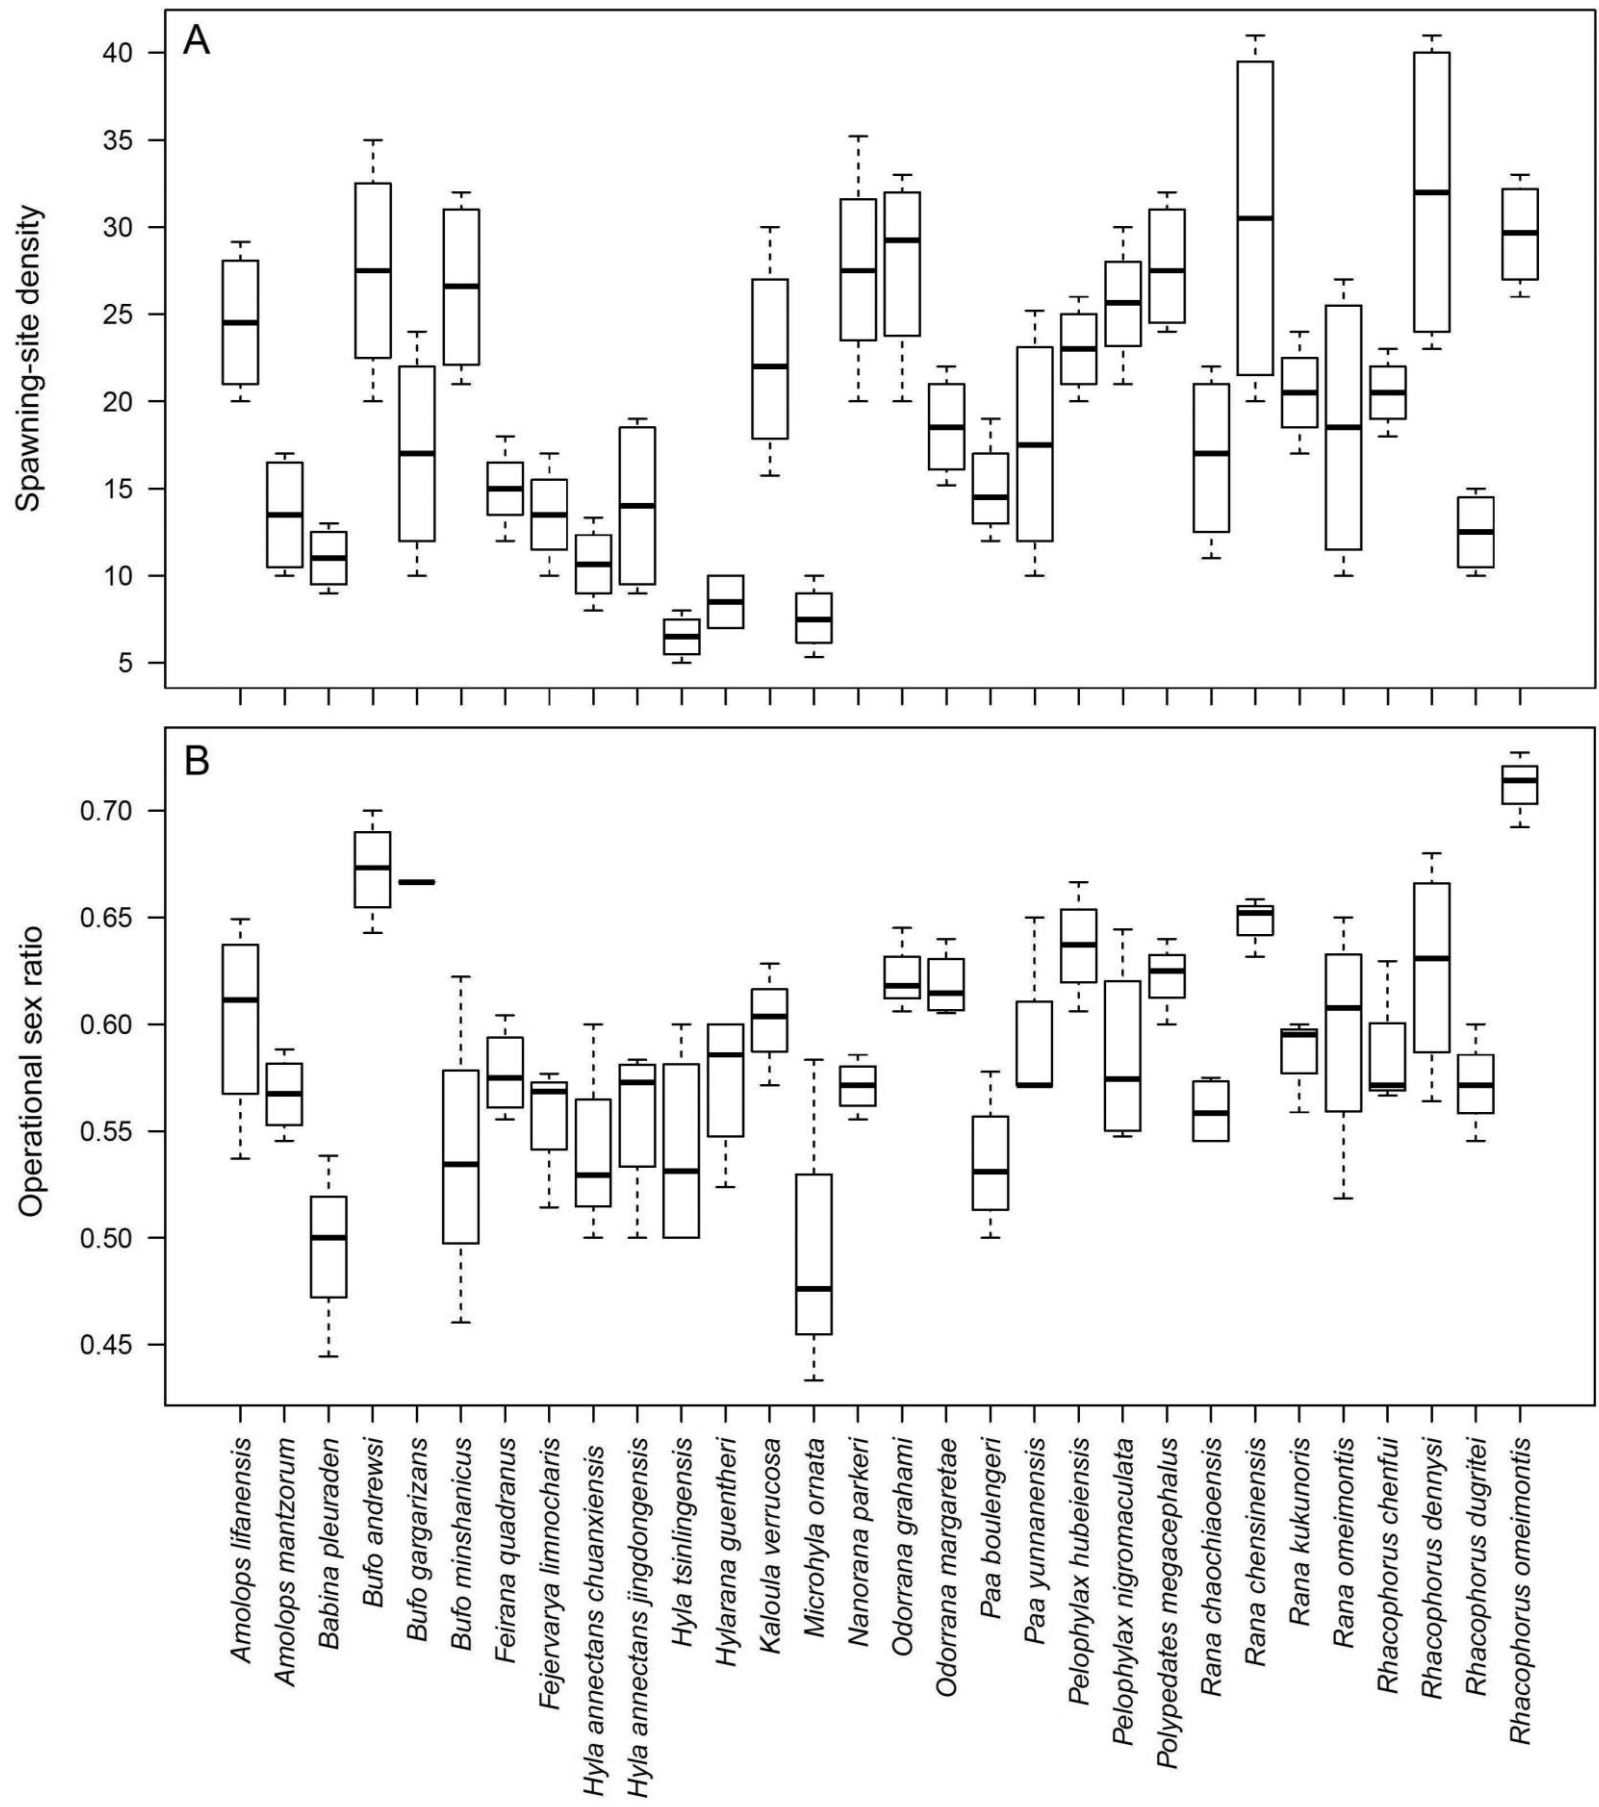 A
40
35
30
25
20
15
10
5
Spawning-site density
B
0.70
0.65
0.60
0.55
0.50
0.45
Operational sex ratio
Amolops lifanensis
Amolops mantzorum
Babina pleuraden
Bufo andrewsi
Bufo gargarizans
Bufo minshanicus
Feirana quadranus
Fejervarya limnocharis
Hyla annectans chuanxiensis
Hyla annectans jingdongensis
Hyla tsinlingensis
Hylarana guentheri
Kaloula verrucosa
Microhyla ornata
Nanorana parkeri
Odorrana grahami
Odorrana margaretae
Paa boulengeri
Paa yunnanensis
Pelophylax hubeiensis
Pelophylax nigromaculata
Polypedates megacephalus
Rana chaochiaoensis
Rana chensinensis
Rana kukunoris
Rana omeimontis
Rhacophorus chenfui
Rhacophorus dennysi
Rhacophorus dugritei
Rhacophorus omeimontis